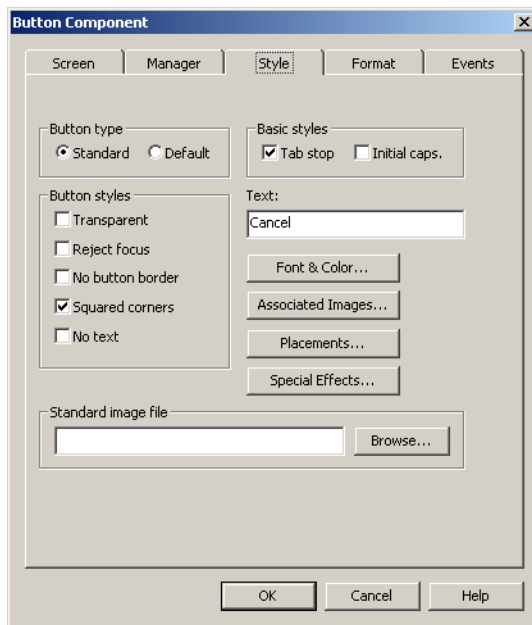 Button Component
Screen Manager Style Format Events
Button type
Standard Default
Basic styles
Tab stop Initial caps.
Button styles
Transparent
Reject focus
No button border
Squared corners
No text
Text:
Cancel
Font & Color...
Associated Images...
Placements...
Special Effects...
Standard image file
Browse...
OK Cancel Help